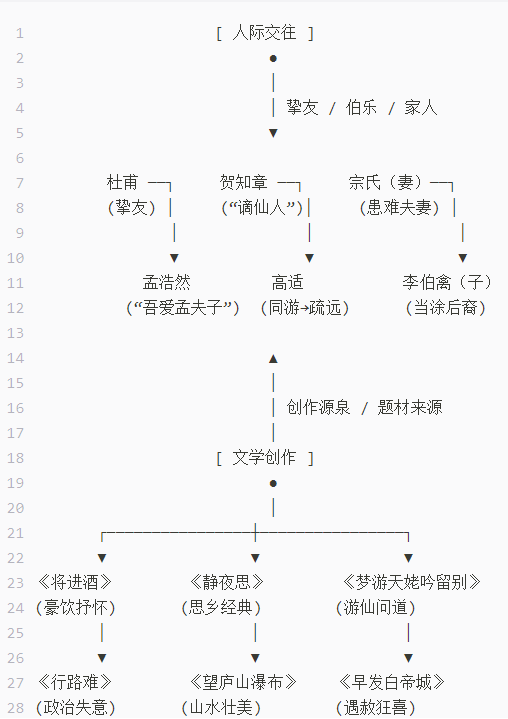 1 [ 人际交往 ]
2 ●
3 │
4 │ 挚友 / 伯乐 / 家人
5 ▼
6
7 杜甫 ──┐ 贺知章 ──┐ 宗氏（妻）──┐
8 (挚友) │ (“谪仙人”)│ (患难夫妻) │
9 │ │ │
10 ▼ ▼ ▼
11 孟浩然 高适 李伯禽（子）
12 (“吾爱孟夫子”) (同游→疏远) (当涂后裔)
13
14 ▲
15 │
16 │ 创作源泉 / 题材来源
17 │
18 [ 文学创作 ]
19 ●
20 │
21 ┌────────────────┼────────────────┐
22 ▼ ▼ ▼
23 《将进酒》 《静夜思》 《梦游天姥吟留别》
24 (豪饮抒怀) (思乡经典) (游仙问道)
25 │ │ │
26 ▼ ▼ ▼
27 《行路难》 《望庐山瀑布》 《早发白帝城》
28 (政治失意) (山水壮美) (遇赦狂喜)